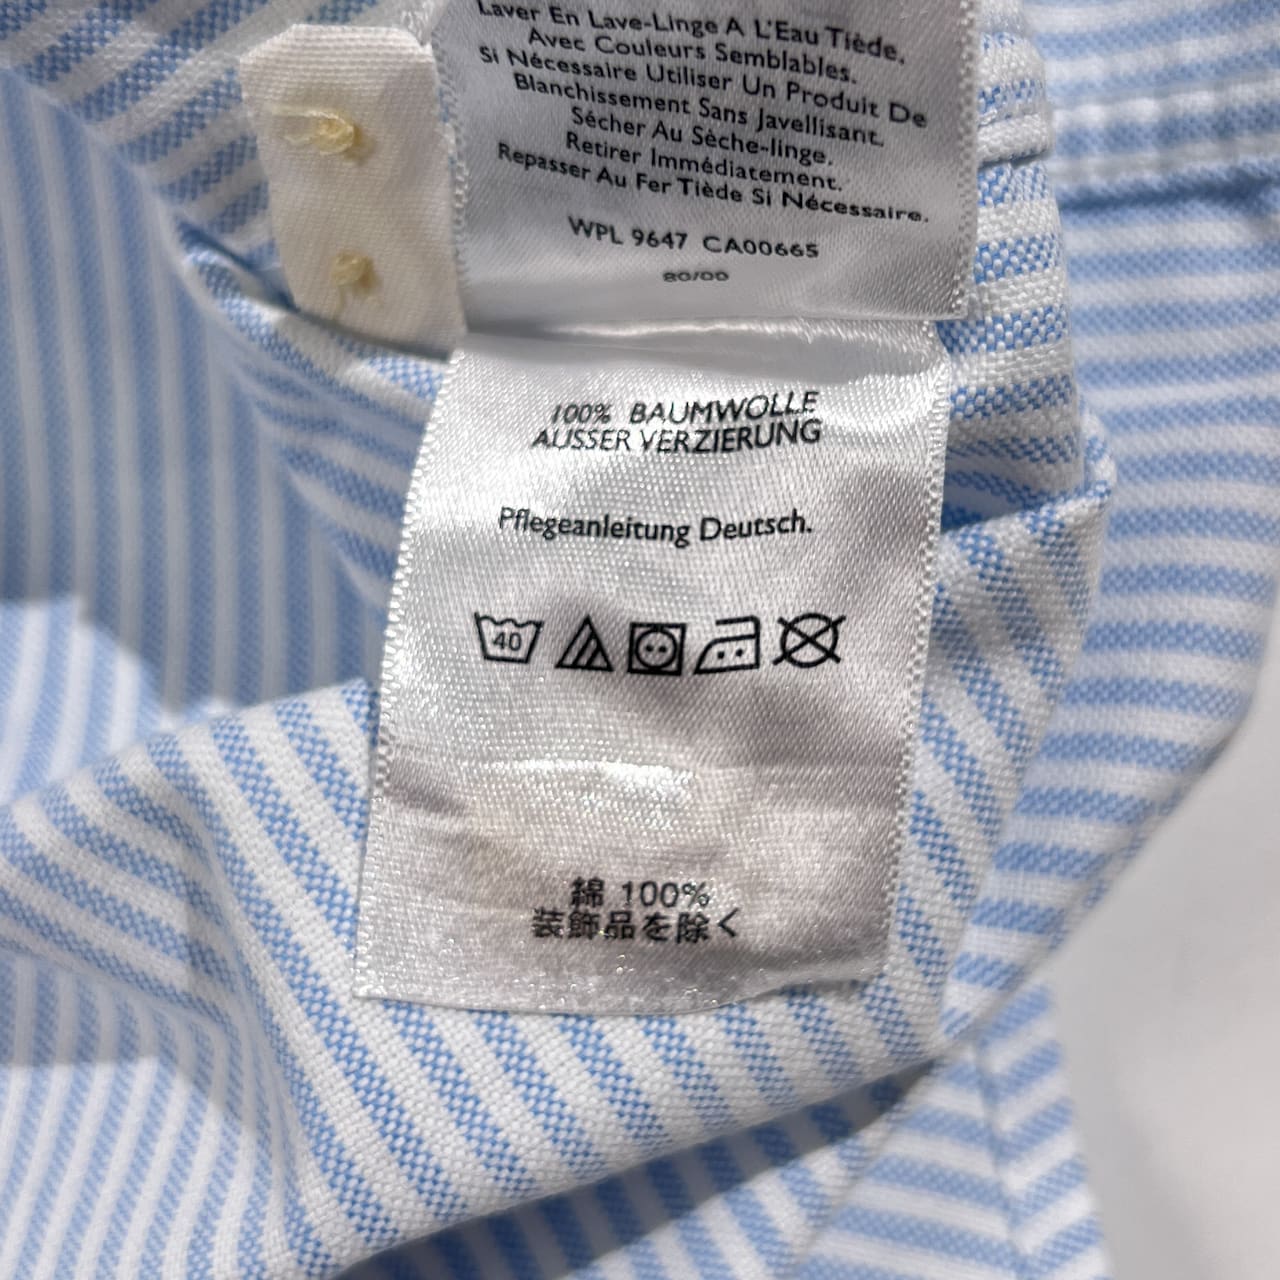 Laver En Lave-Linge A L'Eau Tiède.
Avec Couleurs Semblables.
Si Nécessaire Utiliser Un Produit De
Blanchissement Sans Javellisant.
Sécher Au Sèche-linge.
Retirer Immédiatement.
Repasser Au Fer Tiède Si Nécessaire.
WPL 9647 CA00665
80/00
100% BAUMWOLLE
AUSSER VERZIERUNG
Pflegeanleitung Deutsch.
40
綿 100%
装飾品を除く